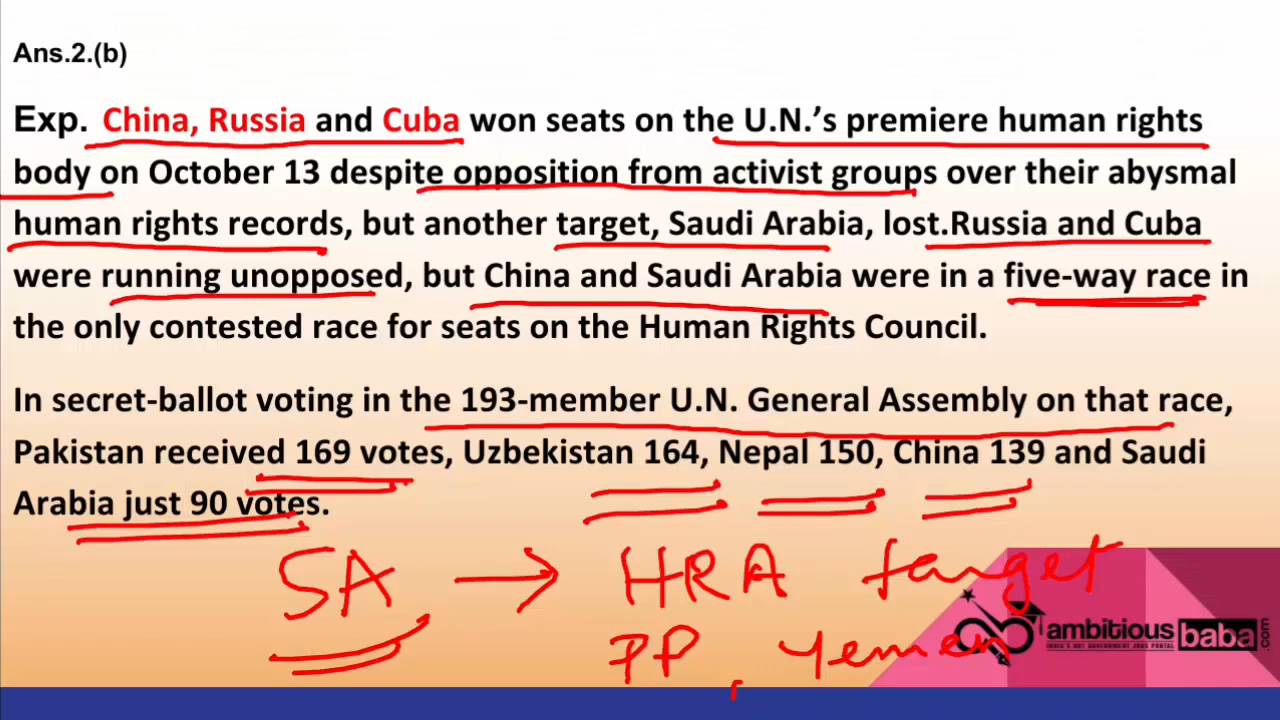 Ans.2.(b)
Exp. China, Russia and Cuba won seats on the U.N.’s premiere human rights
body on October 13 despite opposition from activist groups over their abysmal
human rights records, but another target, Saudi Arabia, lost.Russia and Cuba
were running unopposed, but China and Saudi Arabia were in a five-way race in
the only contested race for seats on the Human Rights Council.
In secret-ballot voting in the 193-member U.N. General Assembly on that race,
Pakistan received 169 votes, Uzbekistan 164, Nepal 150, China 139 and Saudi
Arabia just 90 votes.
SA → HRA target
PP, Yemen
ambitiousbaba.com